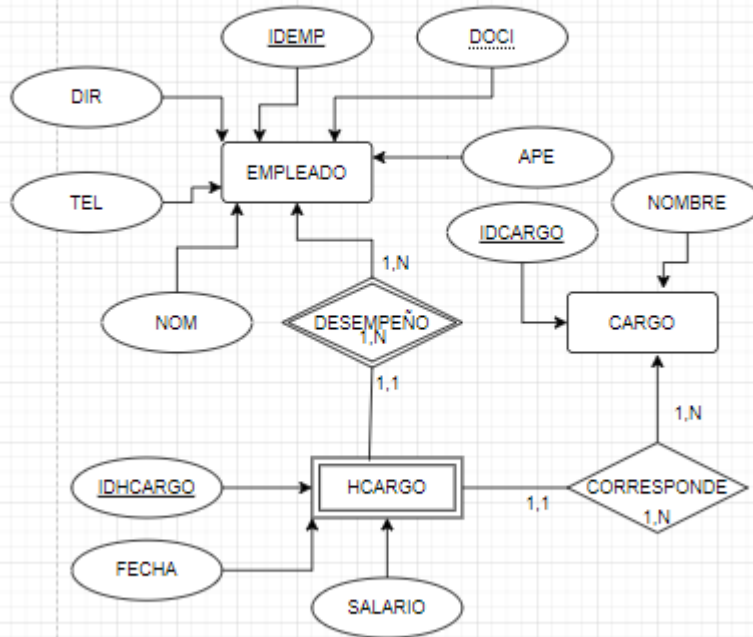 IDEMP
DOCI
DIR
EMPLEADO
APE
TEL
NOMBRE
IDCARGO
1,N
NOM
DESEMPEÑO
1,N
CARGO
1,1
1,N
IDHCARGO
HCARGO
CORRESPONDE
1,1
1,N
FECHA
SALARIO